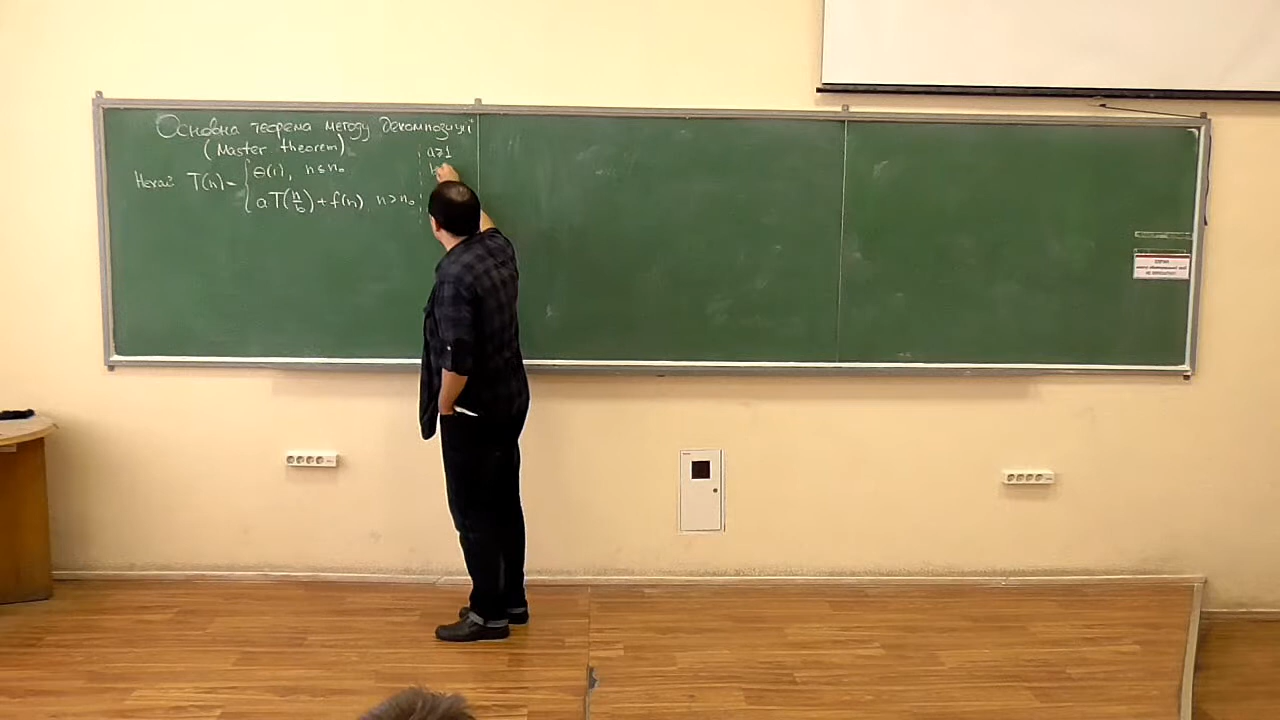 Основна теорема методу декомпозиції
(Master theorem)
Нехай T(n) = { Θ(1), n ≤ n₀
aT(n/b) + f(n), n > n₀
a ≥ 1
b